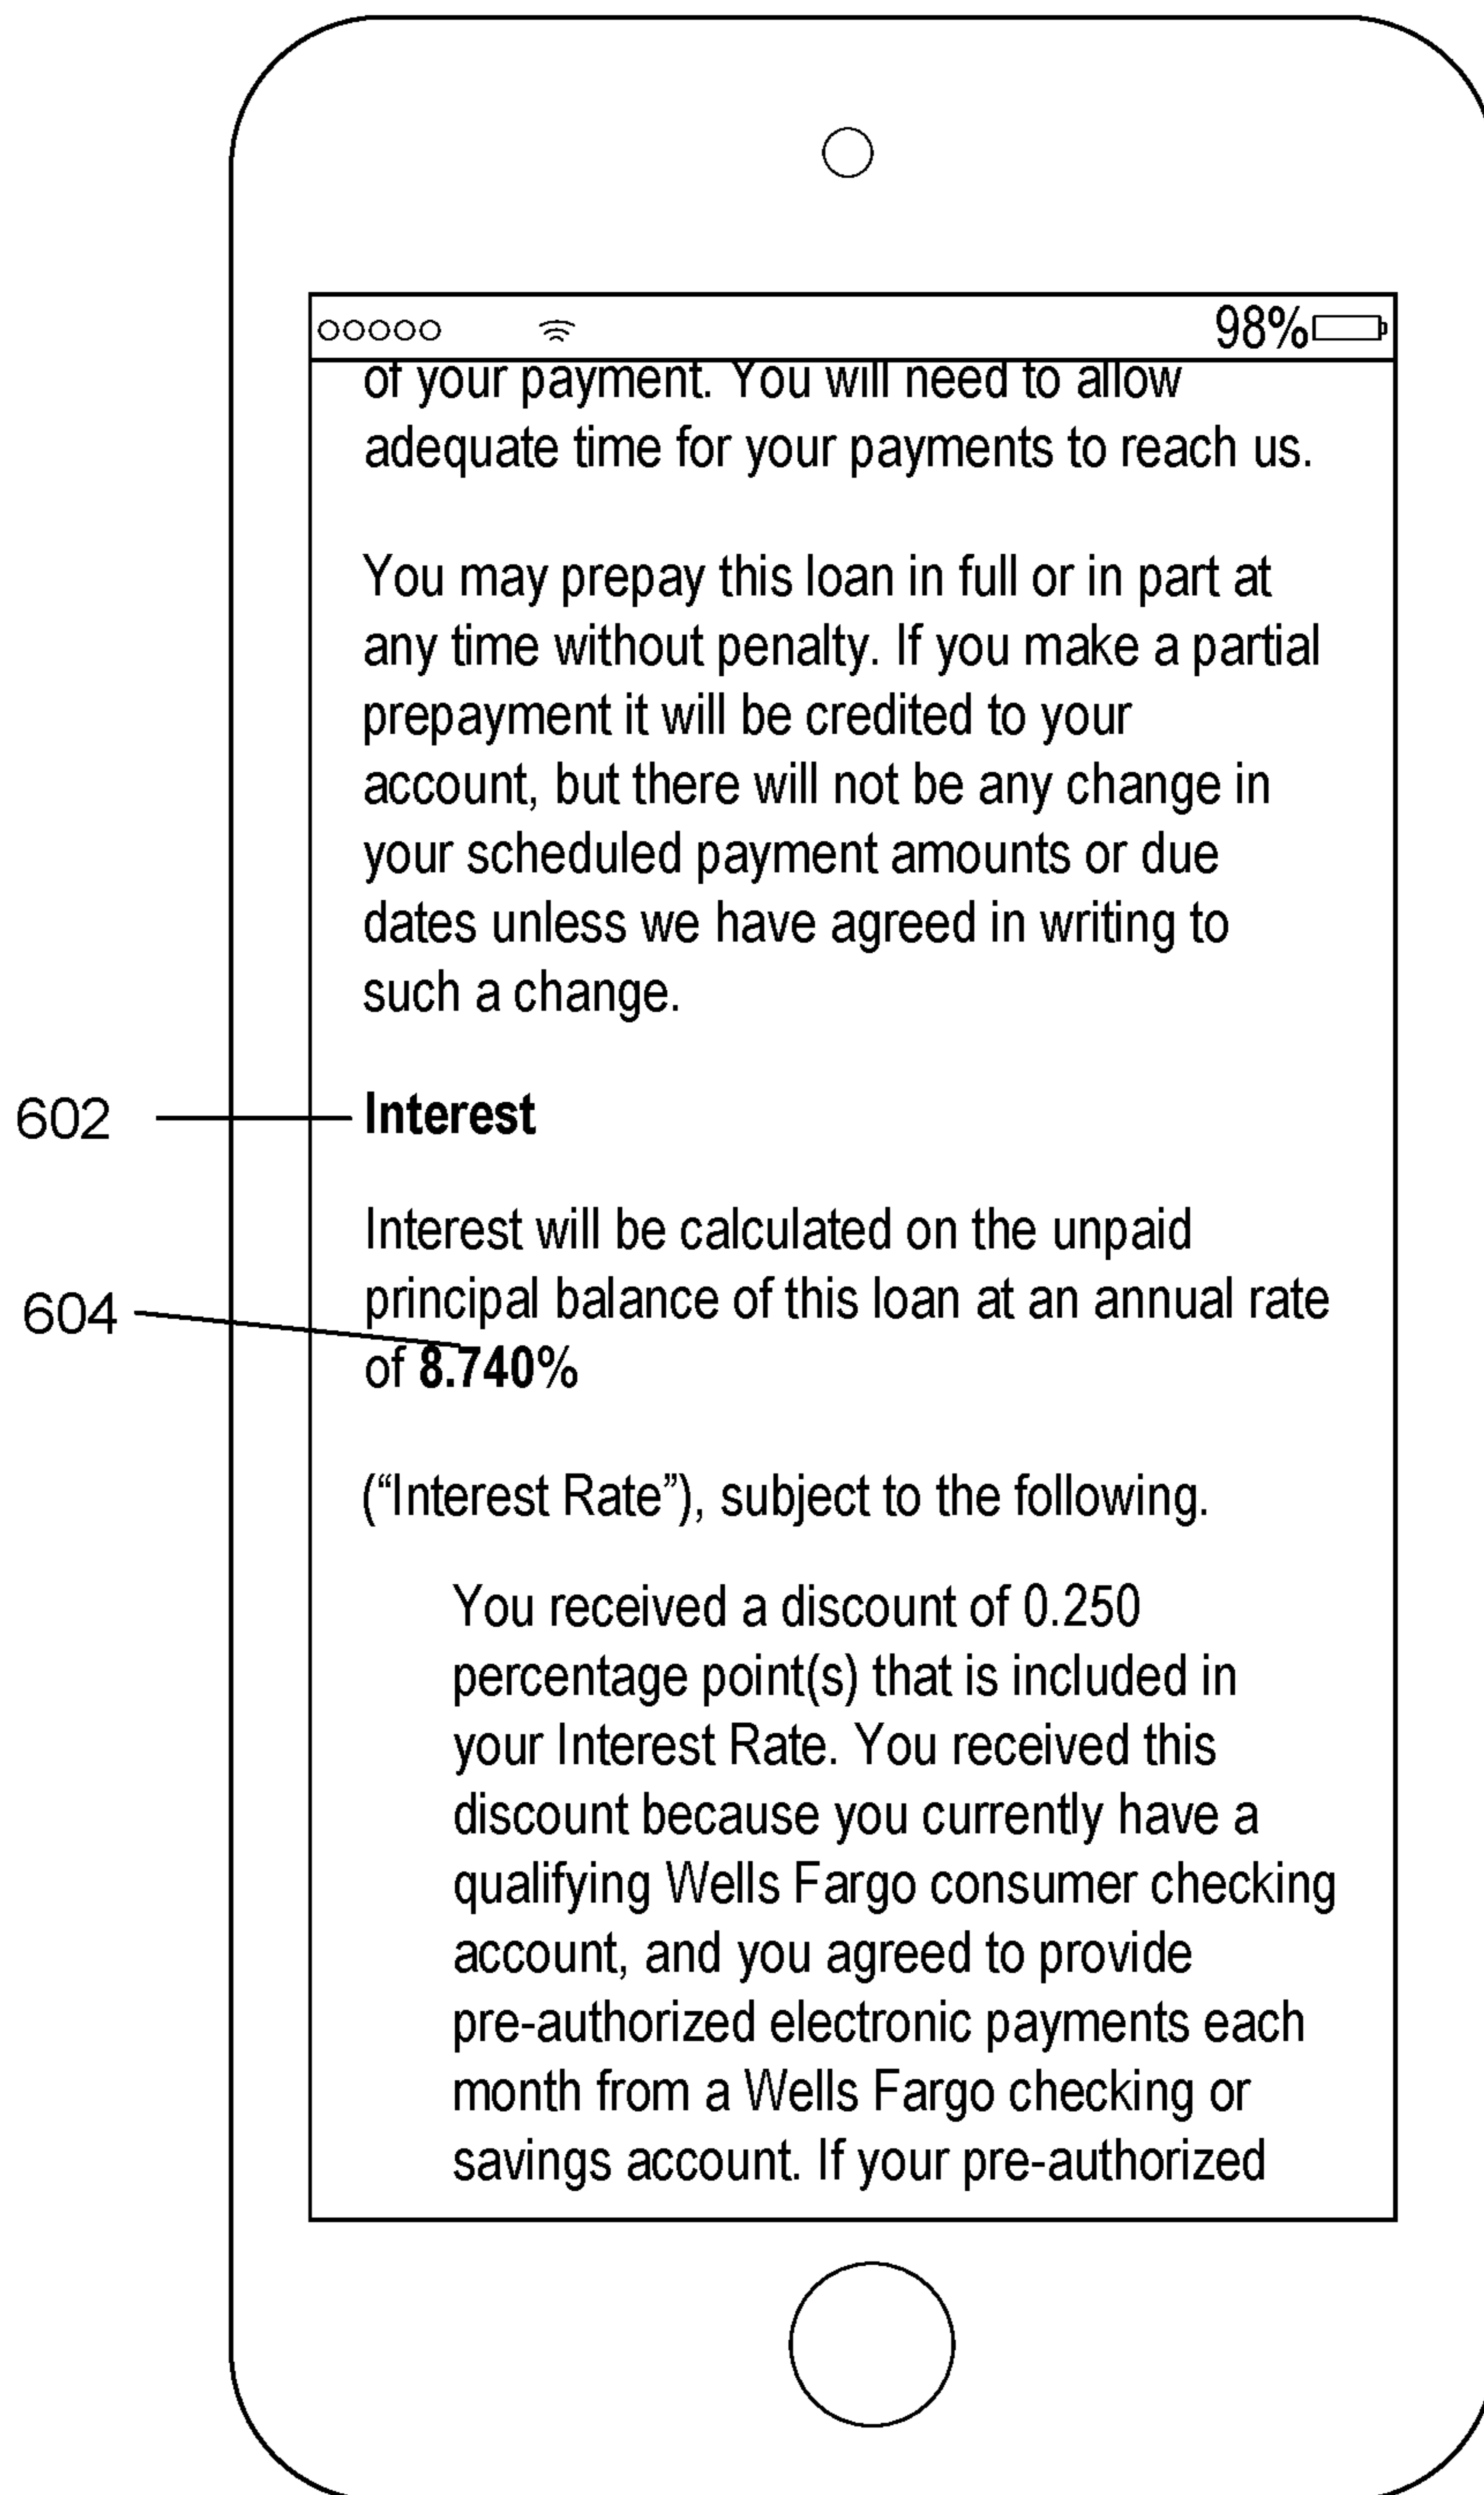 98%
of your payment. You will need to allow
adequate time for your payments to reach us.
You may prepay this loan in full or in part at
any time without penalty. If you make a partial
prepayment it will be credited to your
account, but there will not be any change in
your scheduled payment amounts or due
dates unless we have agreed in writing to
such a change.
602
Interest
Interest will be calculated on the unpaid
principal balance of this loan at an annual rate
604
of 8.740%
(“Interest Rate”), subject to the following.
You received a discount of 0.250
percentage point(s) that is included in
your Interest Rate. You received this
discount because you currently have a
qualifying Wells Fargo consumer checking
account, and you agreed to provide
pre-authorized electronic payments each
month from a Wells Fargo checking or
savings account. If your pre-authorized